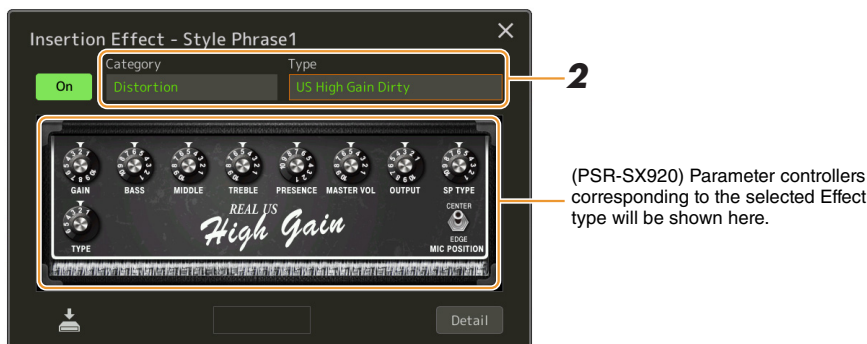 Insertion Effect - Style Phrase1
Category
Type
On
Distortion
US High Gain Dirty
2
GAIN
BASS
MIDDLE
TREBLE
PRESENCE
MASTER VOL
OUTPUT
SP TYPE
TYPE
REAL US
High Gain
CENTER
EDGE
MIC POSITION
(PSR-SX920) Parameter controllers
corresponding to the selected Effect
type will be shown here.
Detail